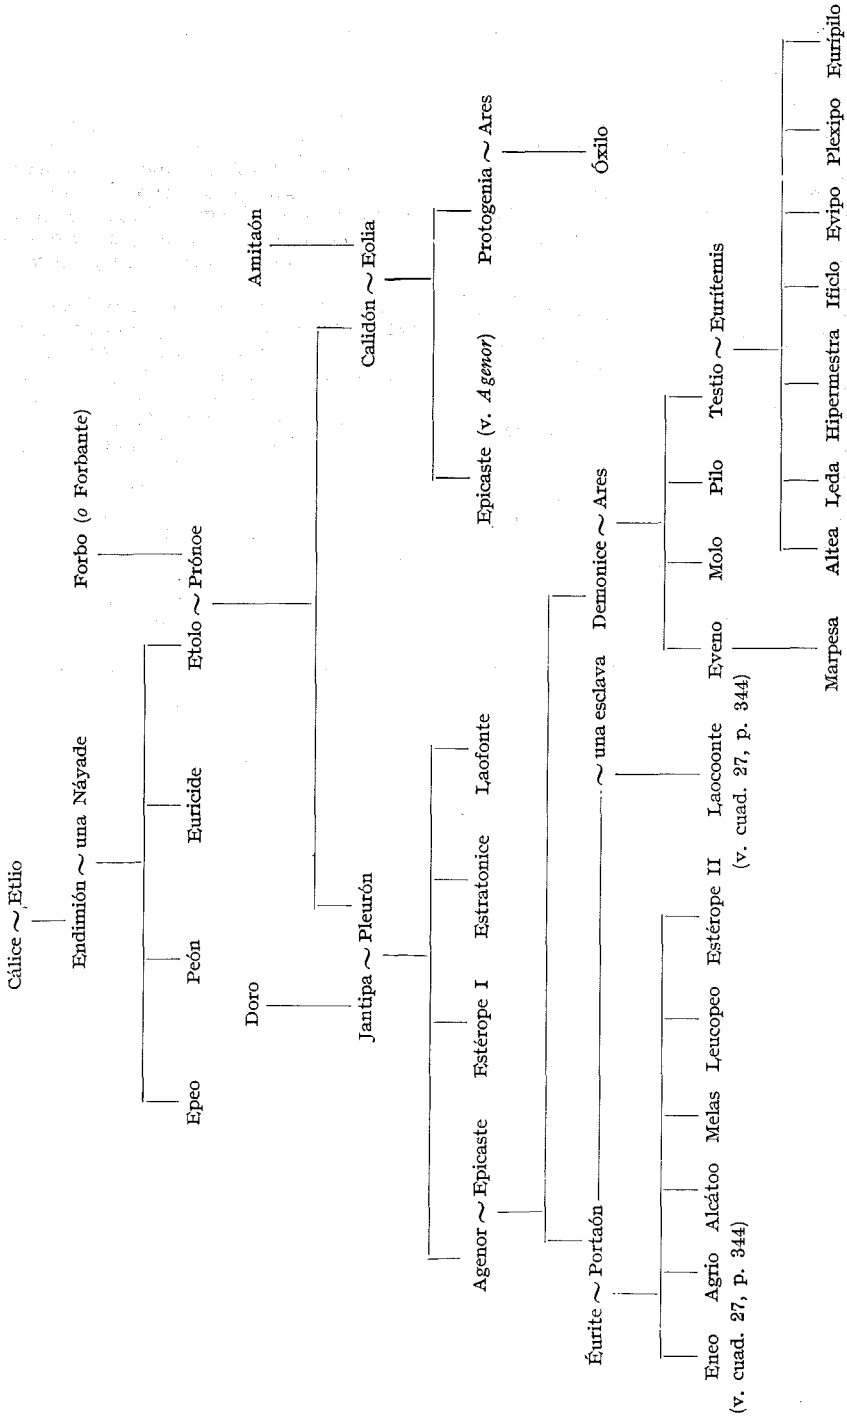 Cálice ~ Etlio
Endimión ~ una Náyade
Forbo (o Forbante)
Epeo Peón Euricide Etolo ~ Prónoe
Doro Amitaón
Jantipa ~ Pleurón Calidón ~ Eolia
Agenor ~ Epicaste Estérope I Estratonice Laofonte Epicaste (v. Agenor) Protogenia ~ Ares
Éurite ~ Portaón ~ una esclava Demonice ~ Ares Óxilo
Eneo Agrio Alcátoo Melas Leucopeo Estérope II Laocoonte Eveno Molo Pilo Testio ~ Eurítemis
(v. cuad. 27, p. 344) (v. cuad. 27, p. 344)
Marpesa Altea Leda Hipermestra Ificlo Evipo Plexipo Eurípilo